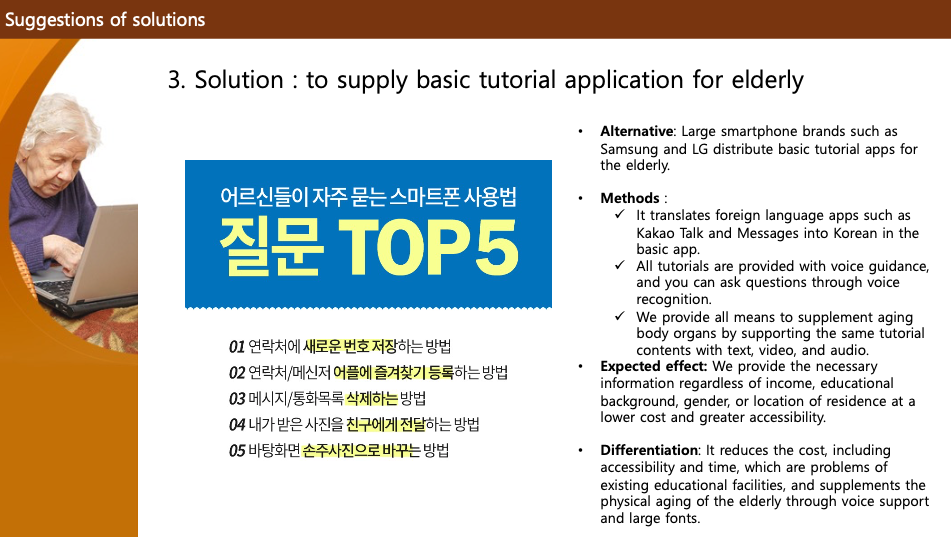 Suggestions of solutions
3. Solution : to supply basic tutorial application for elderly
어르신들이 자주 묻는 스마트폰 사용법
질문 TOP5
01 연락처에 새로운 번호 저장하는 방법
02 연락처/메신저 어플에 즐겨찾기 등록하는 방법
03 메시지/통화목록 삭제하는 방법
04 내가 받은 사진을 친구에게 전달하는 방법
05 바탕화면 손주사진으로 바꾸는 방법
• Alternative: Large smartphone brands such as
Samsung and LG distribute basic tutorial apps for
the elderly.
• Methods :
✓ It translates foreign language apps such as
Kakao Talk and Messages into Korean in the
basic app.
✓ All tutorials are provided with voice guidance,
and you can ask questions through voice
recognition.
✓ We provide all means to supplement aging
body organs by supporting the same tutorial
contents with text, video, and audio.
• Expected effect: We provide the necessary
information regardless of income, educational
background, gender, or location of residence at a
lower cost and greater accessibility.
• Differentiation: It reduces the cost, including
accessibility and time, which are problems of
existing educational facilities, and supplements the
physical aging of the elderly through voice support
and large fonts.